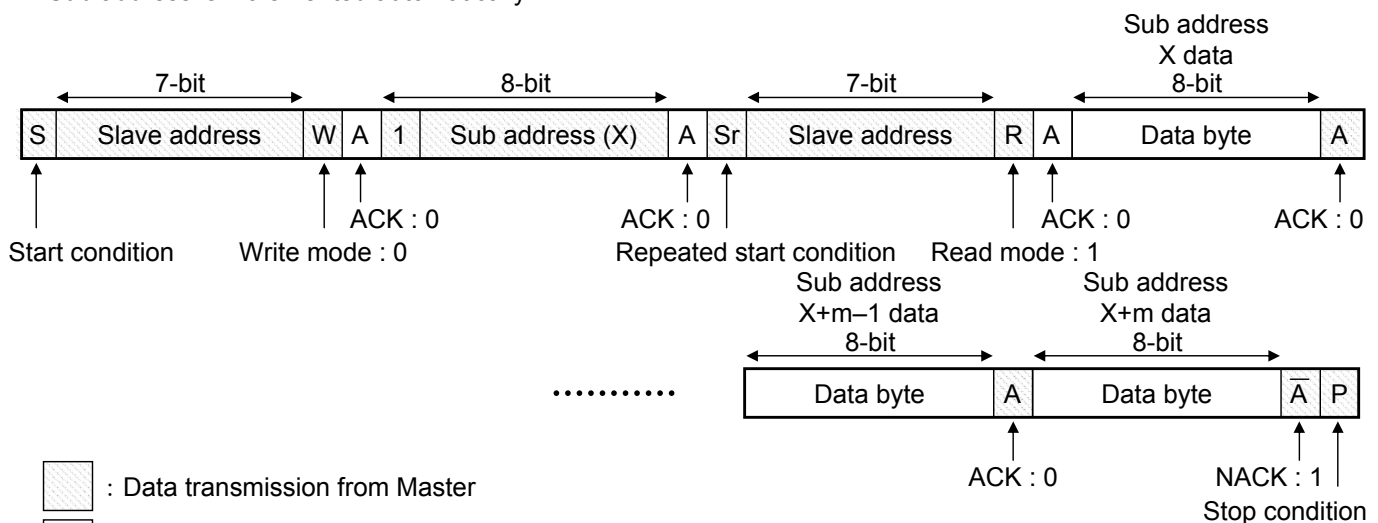 Sub address
X data
7-bit 8-bit 7-bit 8-bit
S Slave address W A 1 Sub address (X) A Sr Slave address R A Data byte A
ACK : 0 ACK : 0 ACK : 0 ACK : 0
Start condition Write mode : 0 Repeated start condition Read mode : 1
Sub address Sub address
X+m–1 data X+m data
8-bit 8-bit
Data byte A Data byte A̅ P
ACK : 0 NACK : 1
: Data transmission from Master
Stop condition